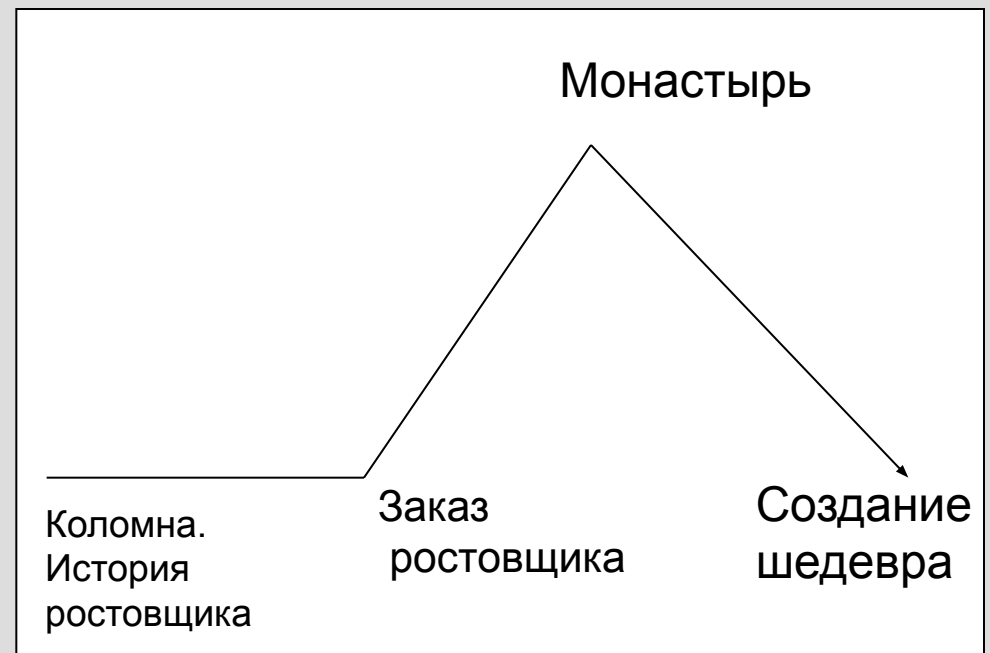 Монастырь
Коломна.
История
ростовщика
Заказ
ростовщика
Создание
шедевра